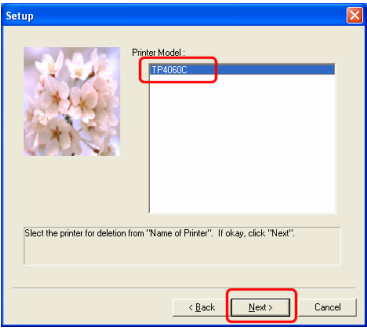 Setup
Printer Model :
TP4060C
Slect the printer for deletion from "Name of Printer". If okay, click "Next".
< Back Next > Cancel